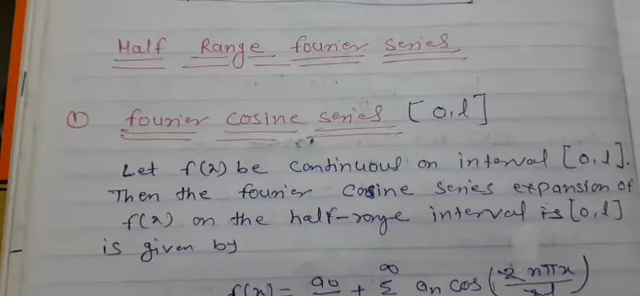 Half Range fourier series
① fourier cosine series [0,l]
Let f(x) be continuous on interval [0,l].
Then the fourier cosine series expansion of
f(x) on the half-range interval is [0,l]
is given by
f(x) = a0 + ∞ Σ an cos (2nπx